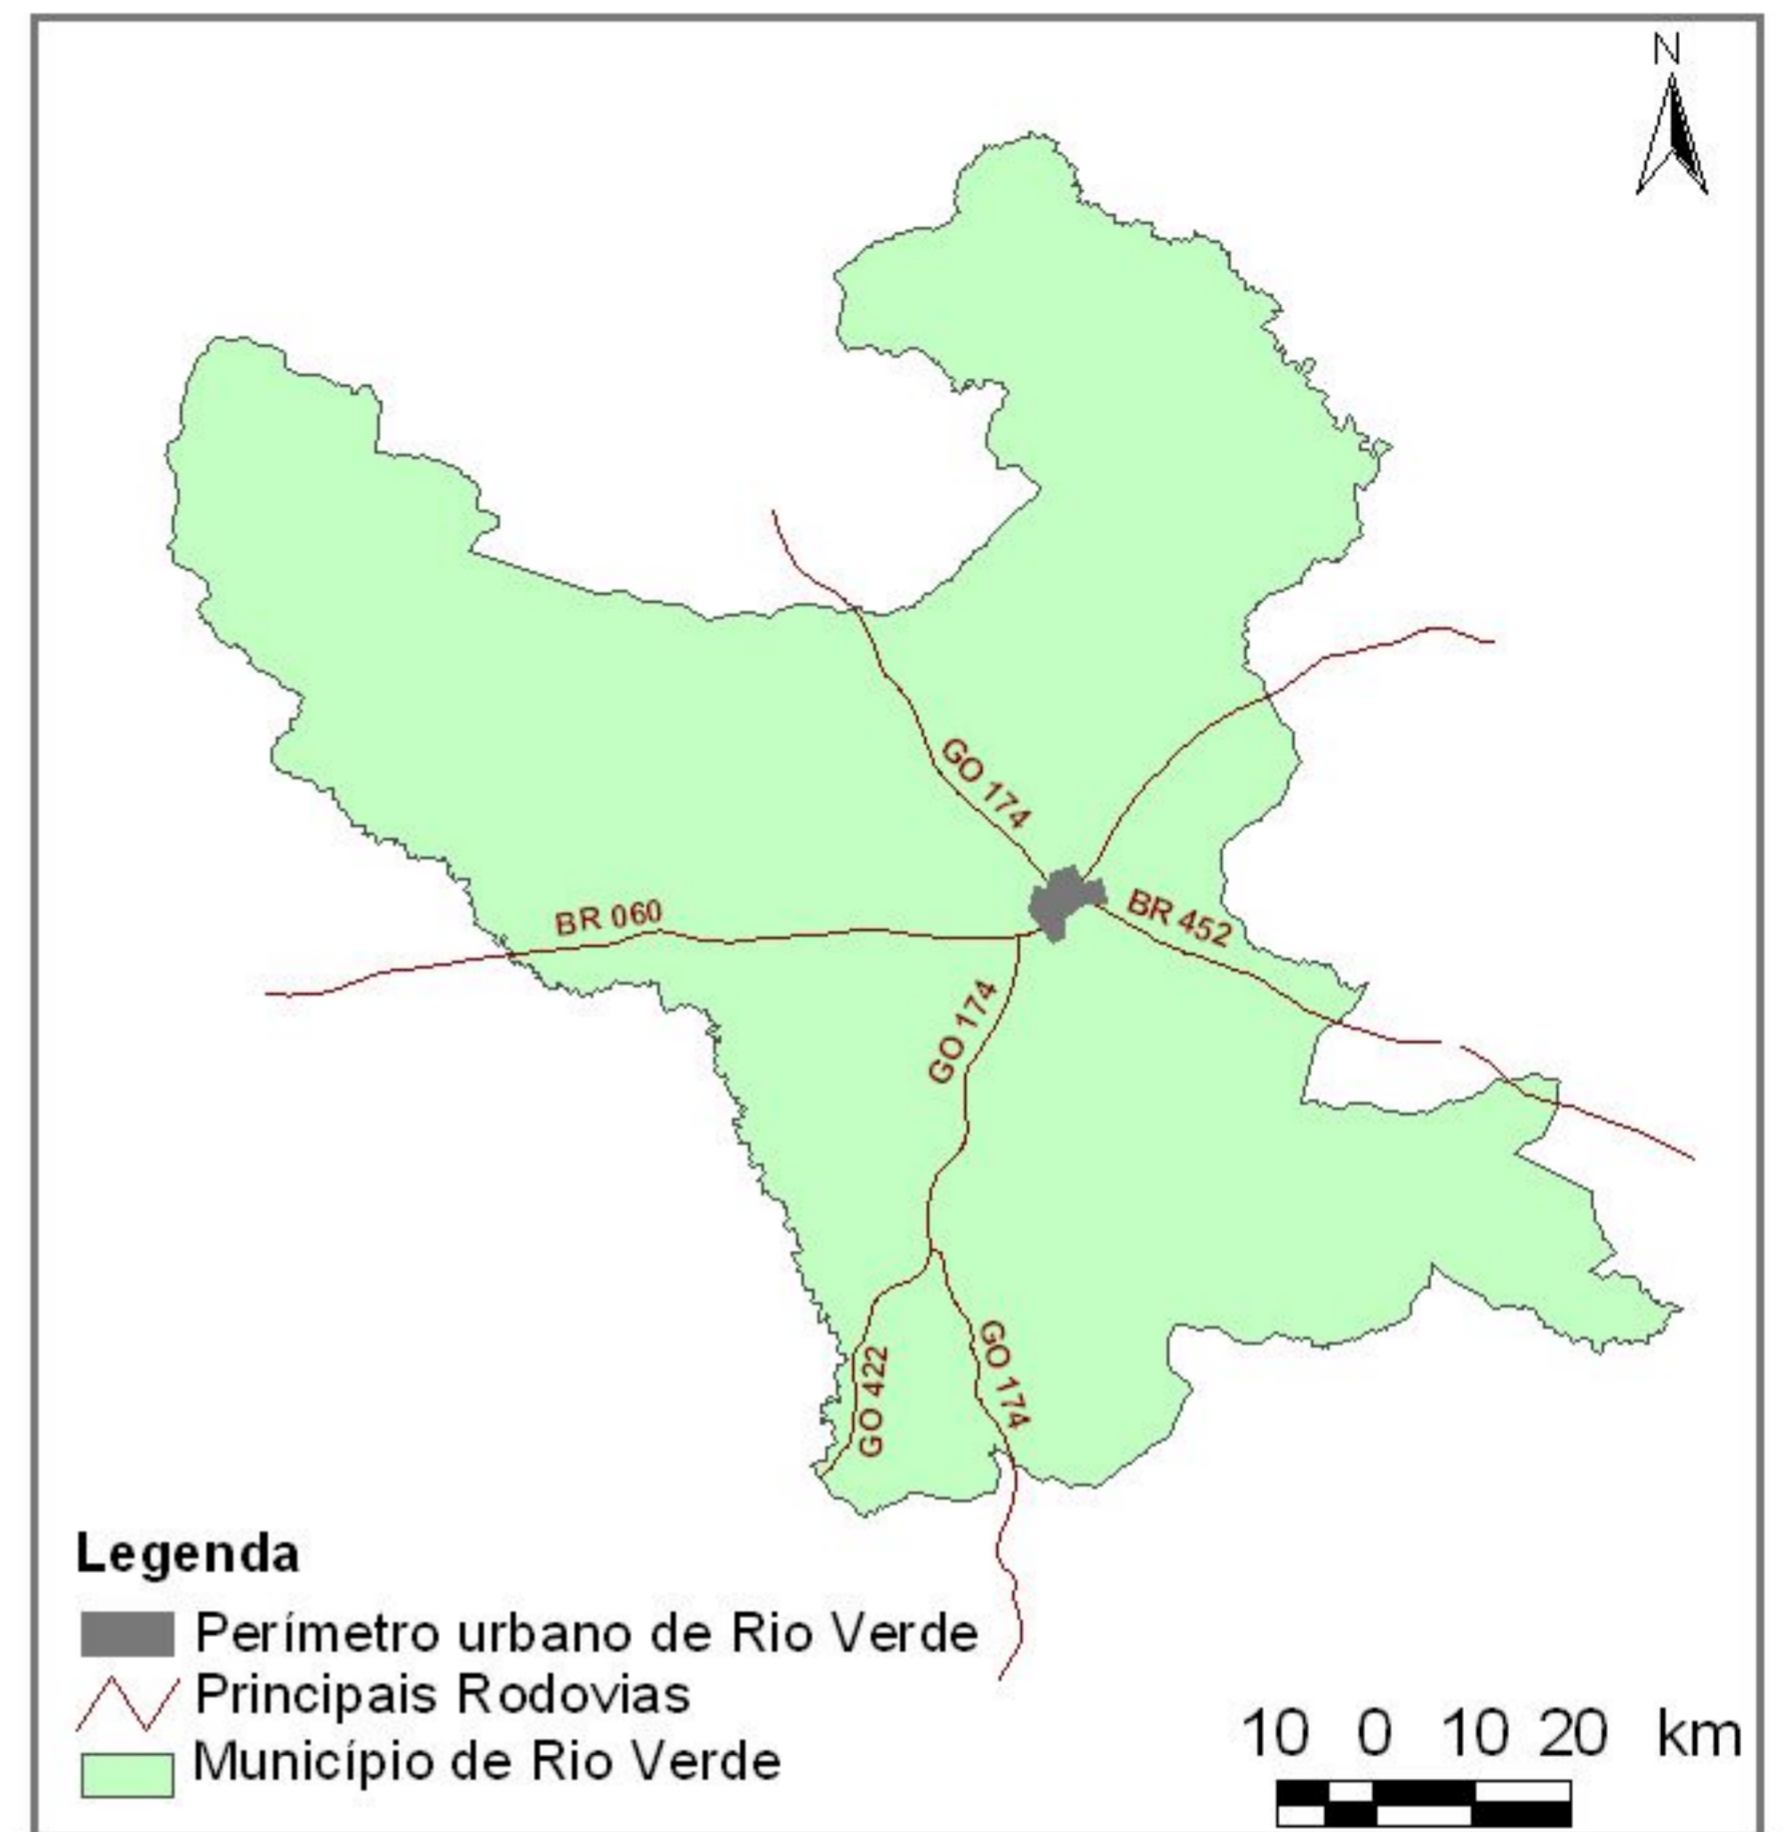 N
GO 174
BR 060
BR 452
GO 174
GO 422
GO 174
Legenda
Perímetro urbano de Rio Verde
Principais Rodovias
Município de Rio Verde
10 0 10 20 km